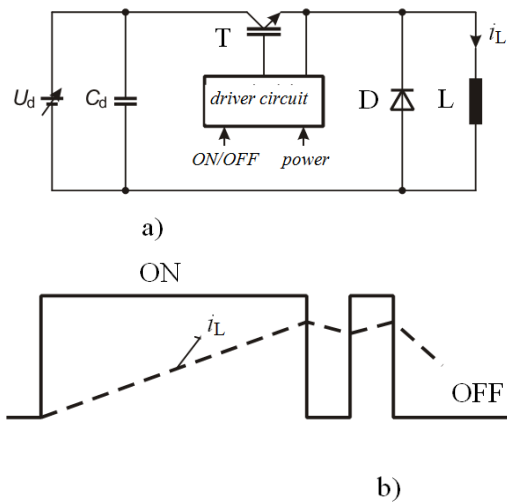 T
i_L
U_d
C_d
driver circuit
D
L
ON/OFF
power
a)
ON
i_L
OFF
b)